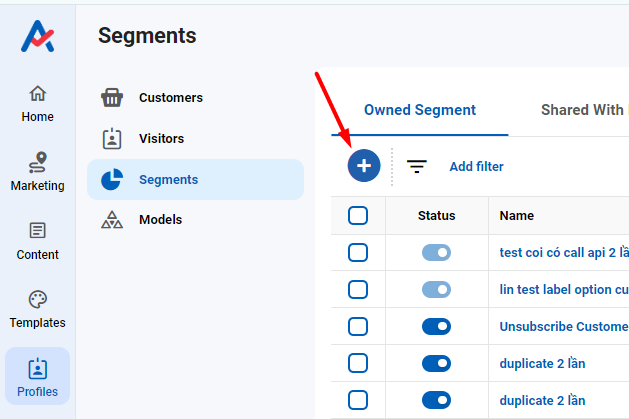 Segments
Home
Marketing
Content
Templates
Profiles
Customers
Visitors
Segments
Models
Owned Segment
Shared With
Add filter
Status
Name
test coi có call api 2 lầ
lin test label option cu
Unsubscribe Custome
duplicate 2 lần
duplicate 2 lần